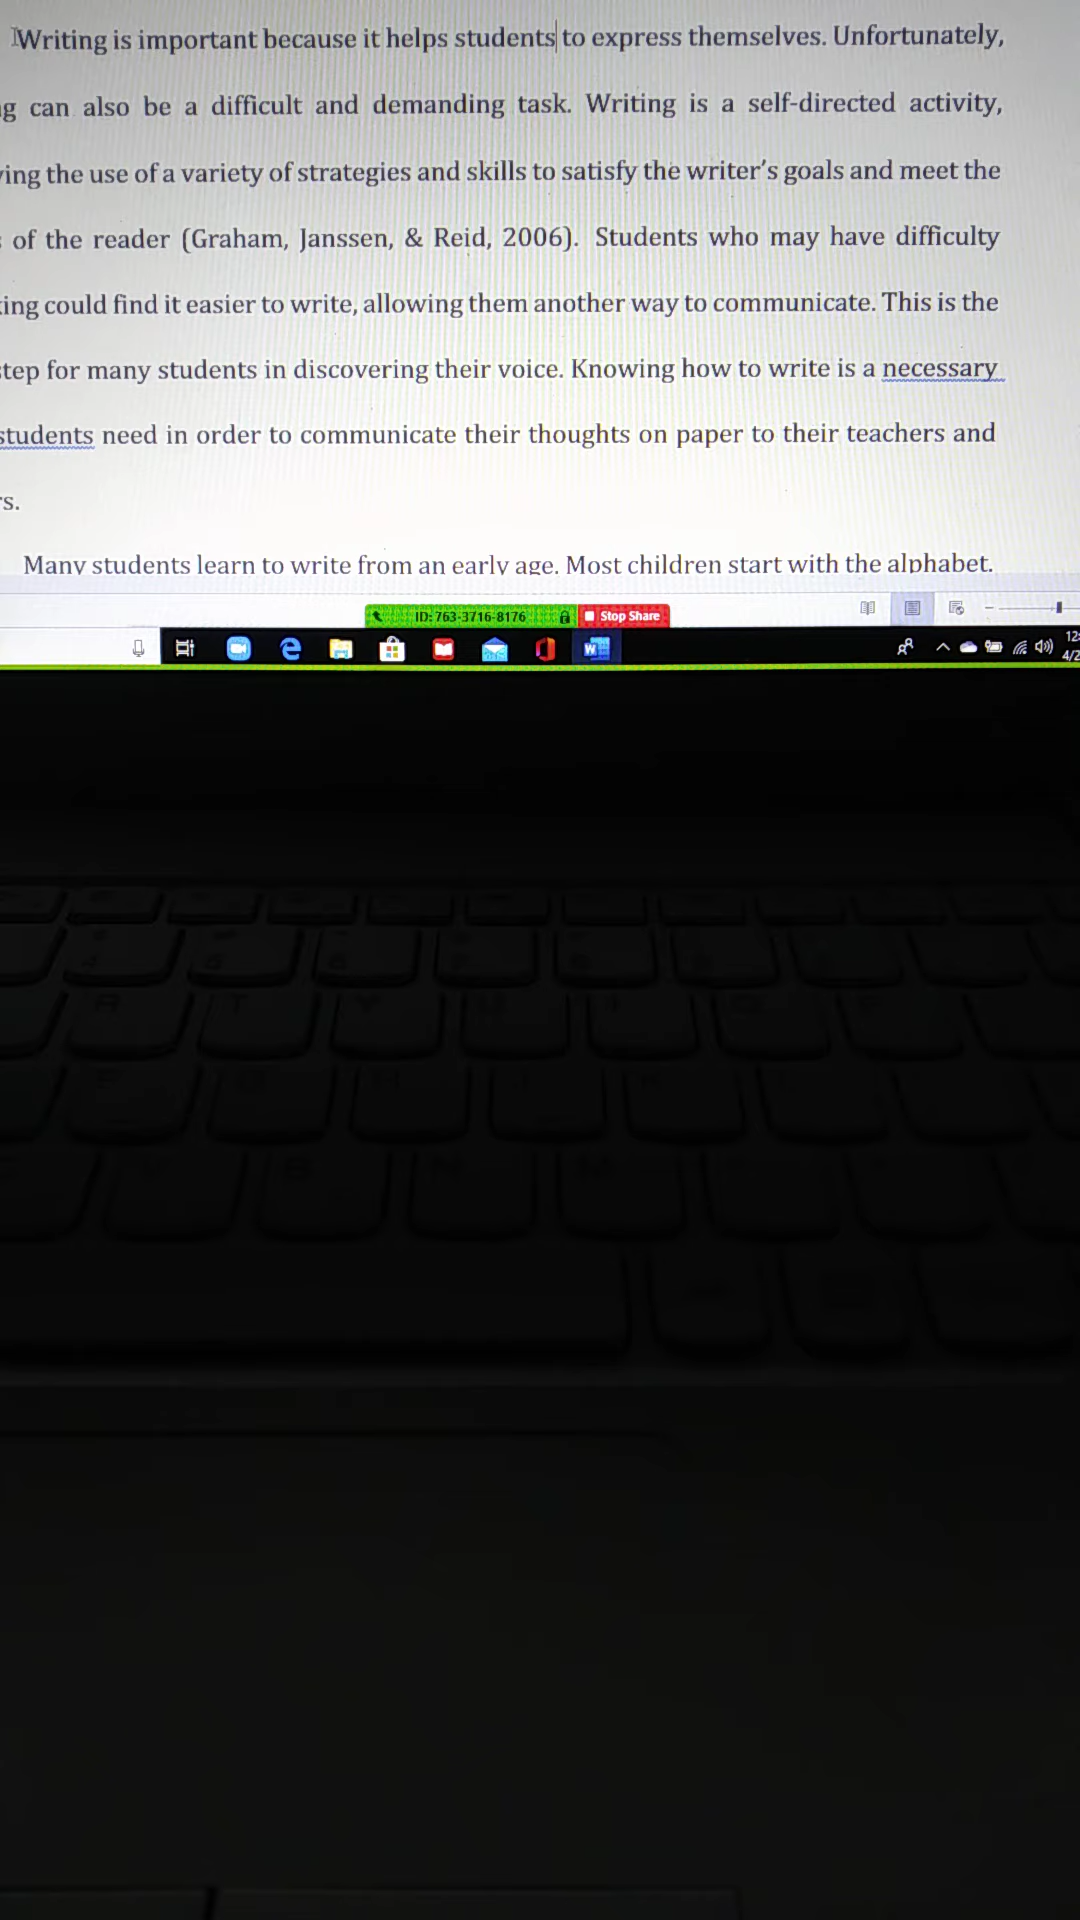 Writing is important because it helps students to express themselves. Unfortunately,
can also be a difficult and demanding task. Writing is a self-directed activity,
the use of a variety of strategies and skills to satisfy the writer's goals and meet the
of the reader (Graham, Janssen, & Reid, 2006). Students who may have difficulty
could find it easier to write, allowing them another way to communicate. This is the
for many students in discovering their voice. Knowing how to write is a necessary
students need in order to communicate their thoughts on paper to their teachers and
Many students learn to write from an early age. Most children start with the alphabet.
ID: 763-3716-8176 Stop Share